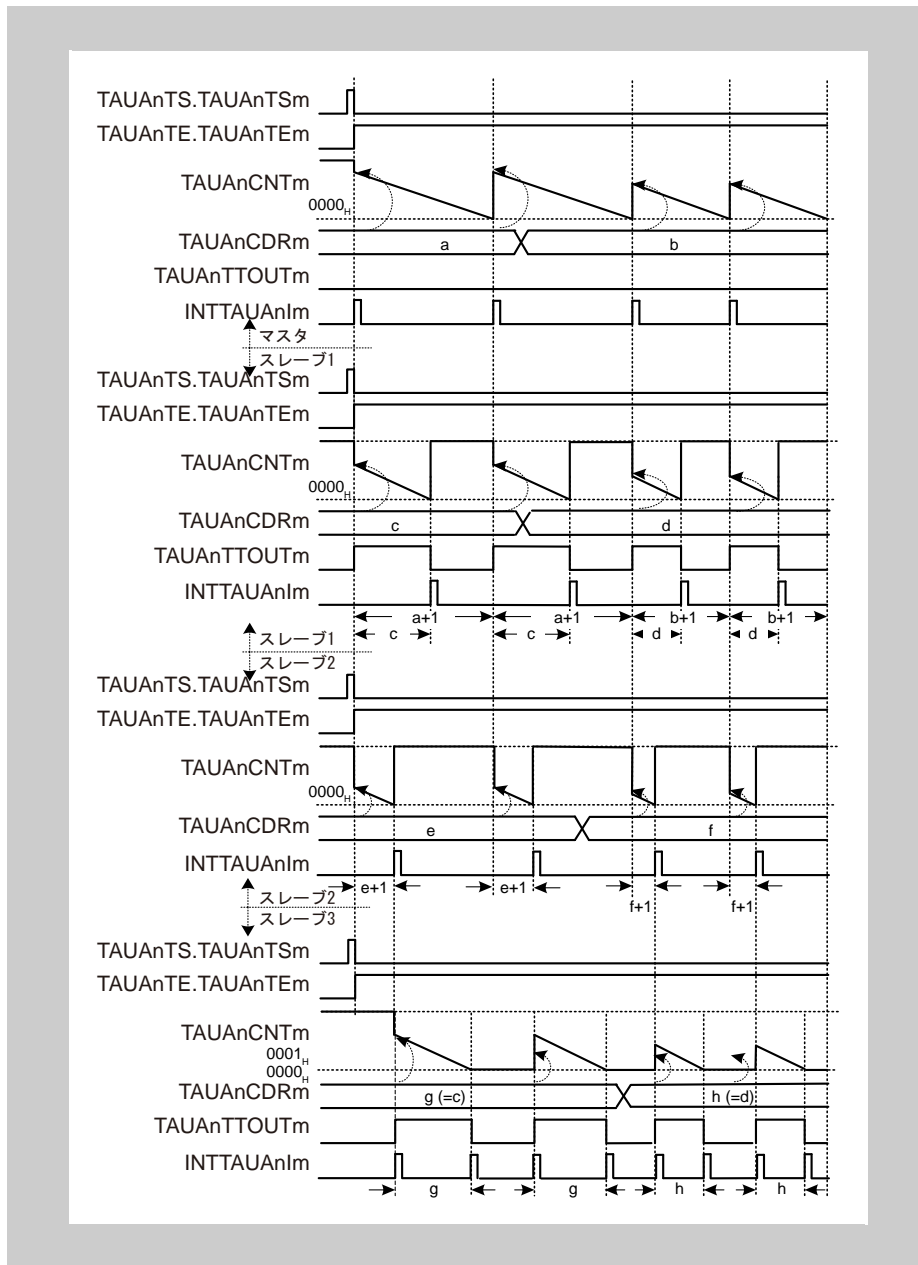 TAUAnTS.TAUAnTSm
TAUAnTE.TAUAnTEm
TAUAnCNTm
0000H
TAUAnCDRm
a
b
TAUAnTTOUTm
INTTAUAnIm
マスタ
スレーブ1
TAUAnTS.TAUAnTSm
TAUAnTE.TAUAnTEm
TAUAnCNTm
0000H
TAUAnCDRm
c
d
TAUAnTTOUTm
INTTAUAnIm
a+1 a+1 b+1 b+1
c c d d
スレーブ1
スレーブ2
TAUAnTS.TAUAnTSm
TAUAnTE.TAUAnTEm
TAUAnCNTm
0000H
TAUAnCDRm
e
f
INTTAUAnIm
e+1 e+1 f+1 f+1
スレーブ2
スレーブ3
TAUAnTS.TAUAnTSm
TAUAnTE.TAUAnTEm
TAUAnCNTm
0001H
0000H
TAUAnCDRm
g (=c)
h (=d)
TAUAnTTOUTm
INTTAUAnIm
g g h h